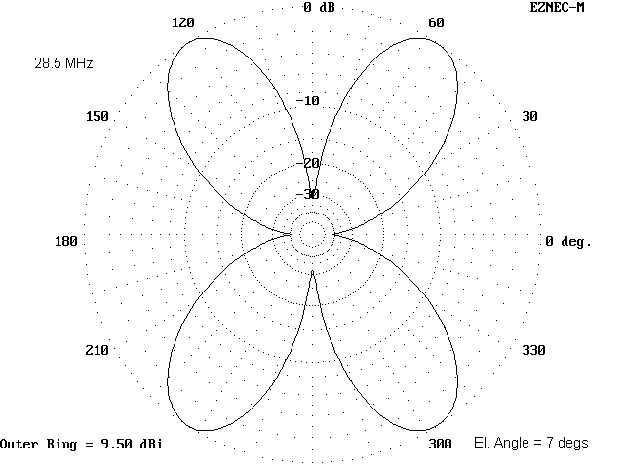 0 dB
EZNEC-M
120
60
28.5 MHz
-10
150
30
-20
-30
180
0 deg.
210
330
Outer Ring = 9.50 dBi
300
El. Angle = 7 degs